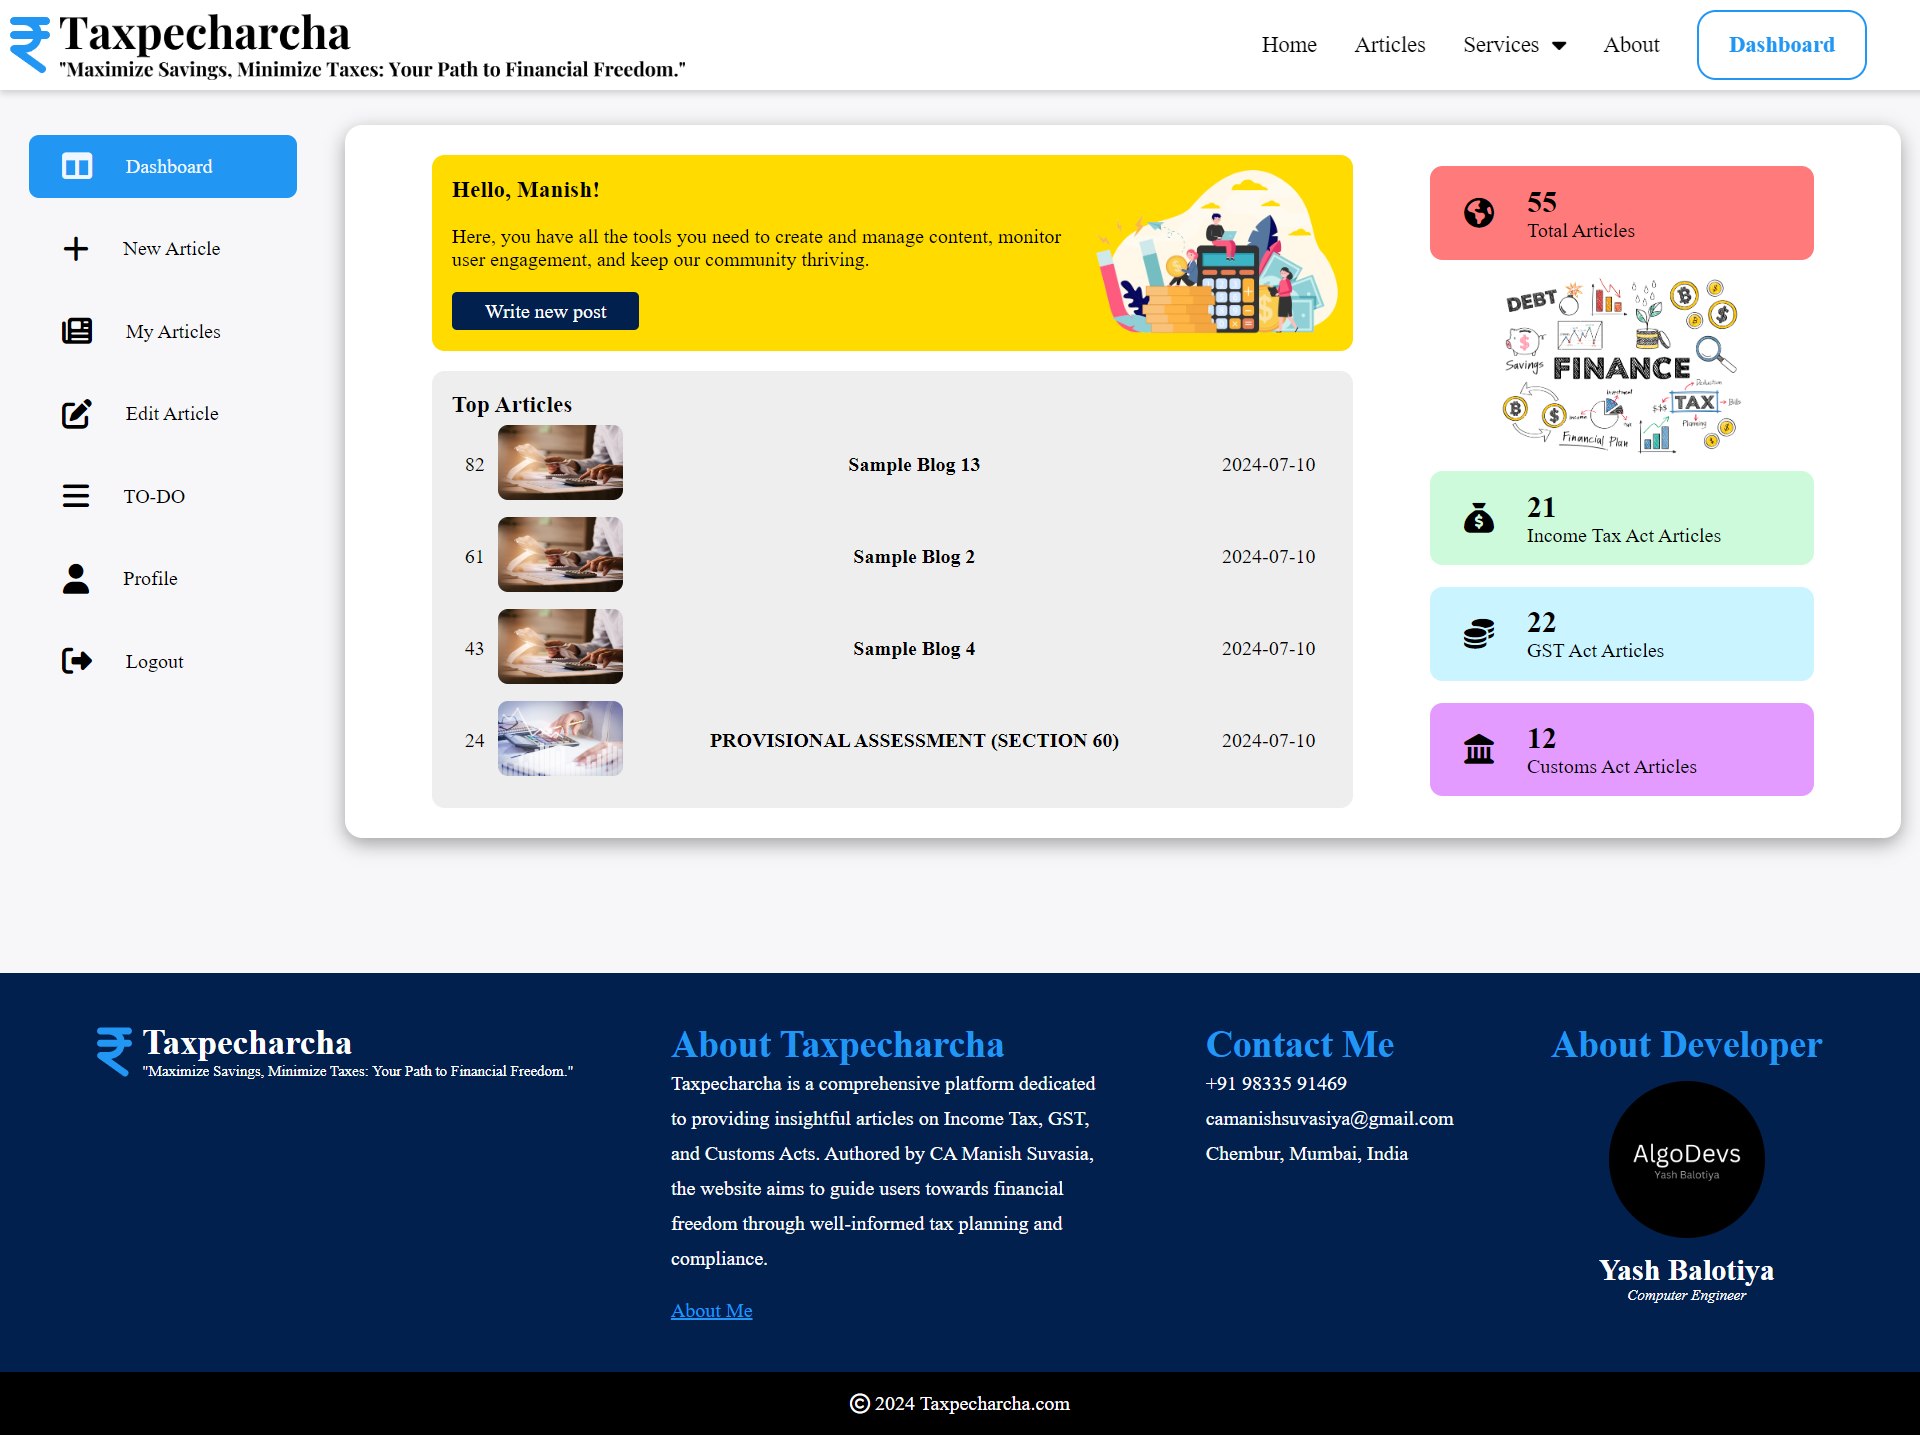 Taxpecharcha
"Maximize Savings, Minimize Taxes: Your Path to Financial Freedom."
Home
Articles
Services
About
Dashboard
Dashboard
New Article
My Articles
Edit Article
TO-DO
Profile
Logout
Hello, Manish!
Here, you have all the tools you need to create and manage content, monitor
user engagement, and keep our community thriving.
Write new post
Top Articles
82 Sample Blog 13 2024-07-10
61 Sample Blog 2 2024-07-10
43 Sample Blog 4 2024-07-10
24 PROVISIONAL ASSESSMENT (SECTION 60) 2024-07-10
55
Total Articles
DEBT
Savings
FINANCE
TAX
Planning
Financial Plan
21
Income Tax Act Articles
22
GST Act Articles
12
Customs Act Articles
Taxpecharcha
"Maximize Savings, Minimize Taxes: Your Path to Financial Freedom."
About Taxpecharcha
Taxpecharcha is a comprehensive platform dedicated
to providing insightful articles on Income Tax, GST,
and Customs Acts. Authored by CA Manish Suvasia,
the website aims to guide users towards financial
freedom through well-informed tax planning and
compliance.
About Me
Contact Me
+91 98335 91469
camanishsuvasiya@gmail.com
Chembur, Mumbai, India
About Developer
AlgoDevs
Yash Balotiya
Yash Balotiya
Computer Engineer
© 2024 Taxpecharcha.com